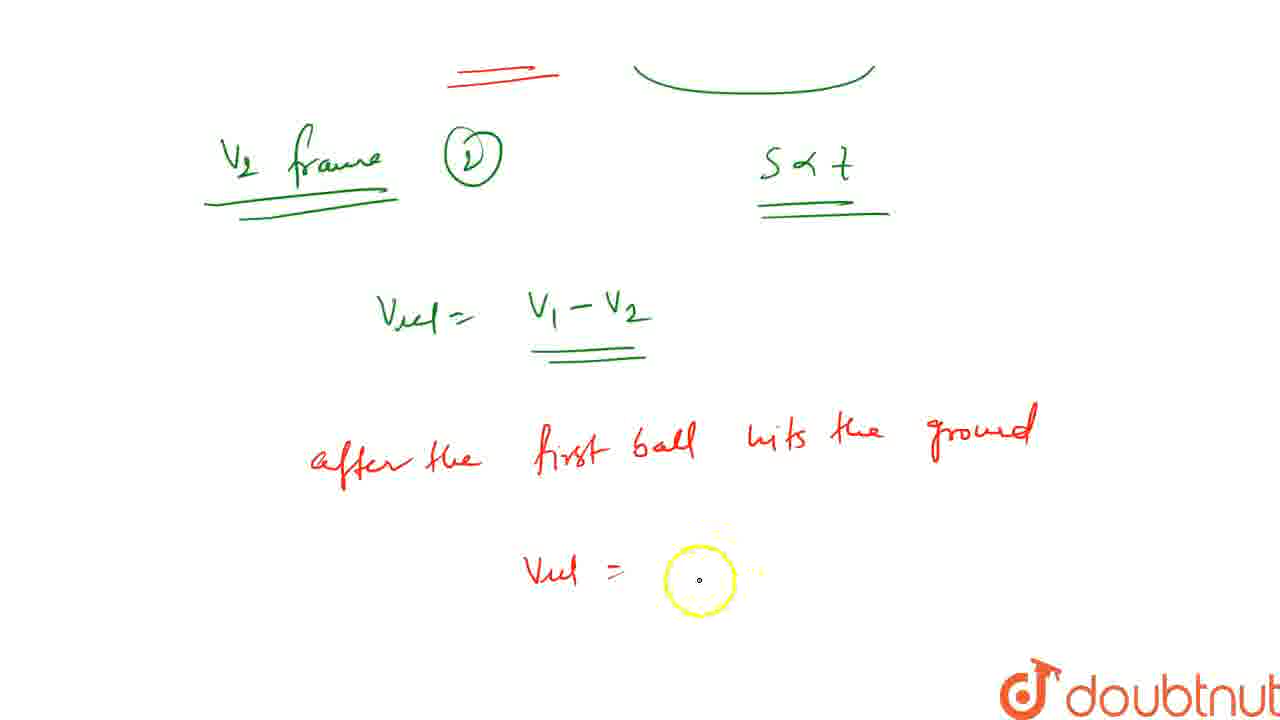 V₂ frame ② S ∝ t
Vrel = V₁ - V₂
after the first ball hits the ground
Vrel =
doubtnut